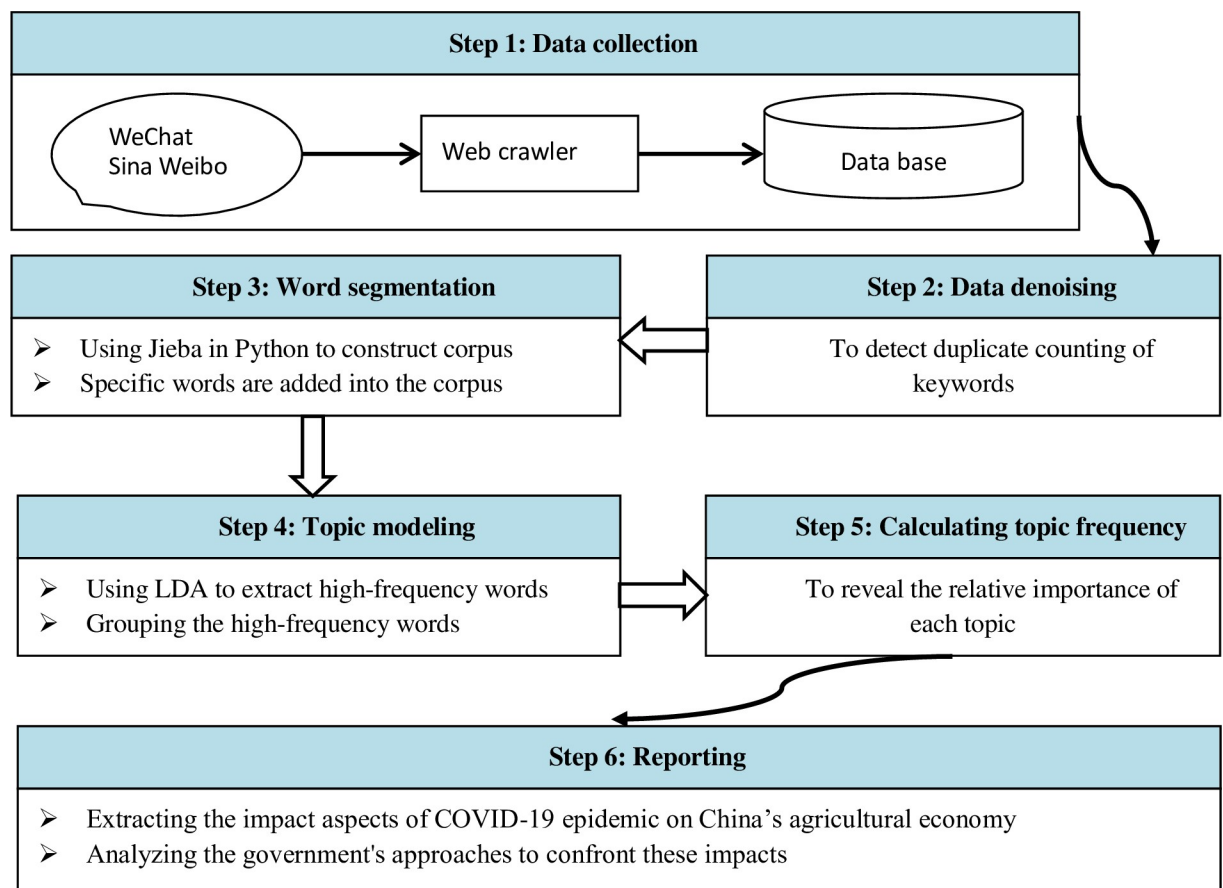 Step 1: Data collection
WeChat
Sina Weibo
Web crawler
Data base
Step 2: Data denoising
To detect duplicate counting of
keywords
Step 3: Word segmentation
➢ Using Jieba in Python to construct corpus
➢ Specific words are added into the corpus
Step 4: Topic modeling
➢ Using LDA to extract high-frequency words
➢ Grouping the high-frequency words
Step 5: Calculating topic frequency
To reveal the relative importance of
each topic
Step 6: Reporting
➢ Extracting the impact aspects of COVID-19 epidemic on China’s agricultural economy
➢ Analyzing the government's approaches to confront these impacts